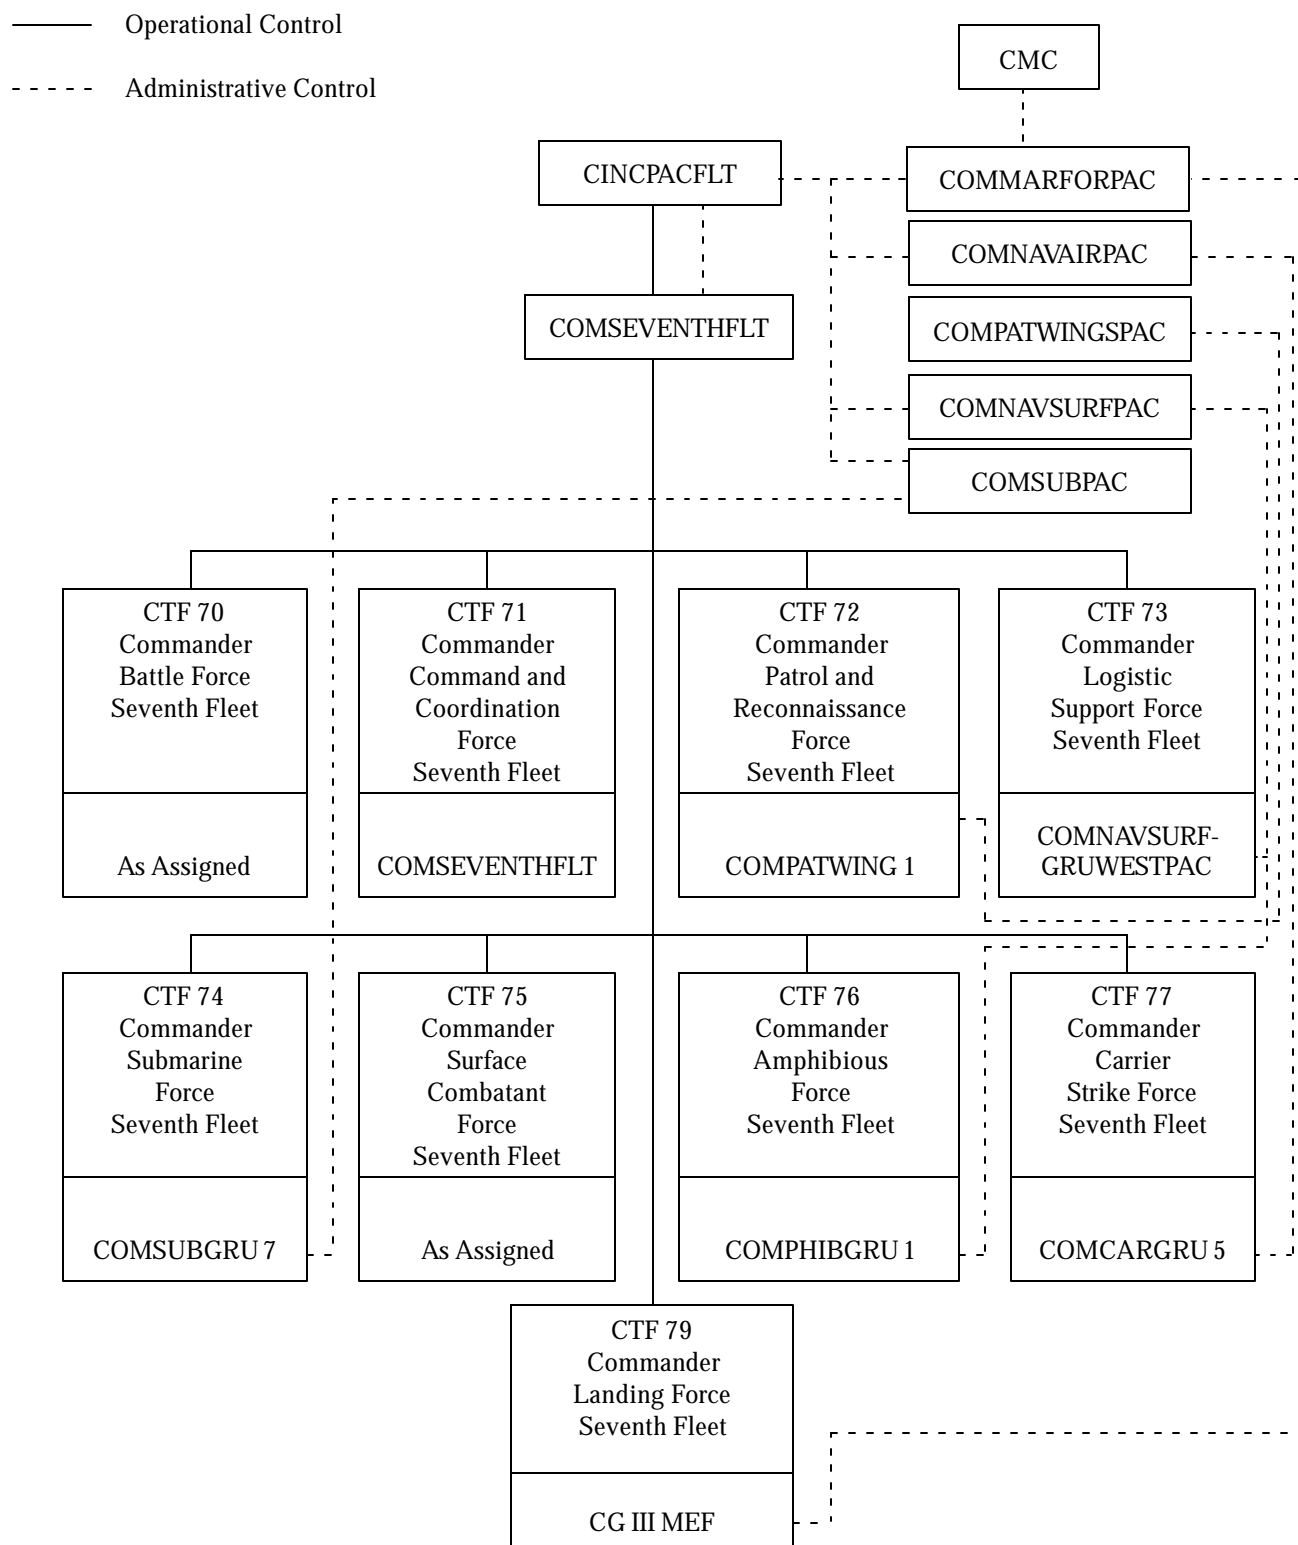 Operational Control
Administrative Control
CMC
CINCPACFLT
COMMARFORPAC
COMNAVAIRPAC
COMSEVENTHFLT
COMPATWINGSPAC
COMNAVSURFPAC
COMSUBPAC
CTF 70
Commander
Battle Force
Seventh Fleet
As Assigned
CTF 71
Commander
Command and
Coordination
Force
Seventh Fleet
COMSEVENTHFLT
CTF 72
Commander
Patrol and
Reconnaissance
Force
Seventh Fleet
COMPATWING 1
CTF 73
Commander
Logistic
Support Force
Seventh Fleet
COMNAVSURF-
GRUWESTPAC
CTF 74
Commander
Submarine
Force
Seventh Fleet
COMSUBGRU 7
CTF 75
Commander
Surface
Combatant
Force
Seventh Fleet
As Assigned
CTF 76
Commander
Amphibious
Force
Seventh Fleet
COMPHIBGRU 1
CTF 77
Commander
Carrier
Strike Force
Seventh Fleet
COMCARGRU 5
CTF 79
Commander
Landing Force
Seventh Fleet
CG III MEF